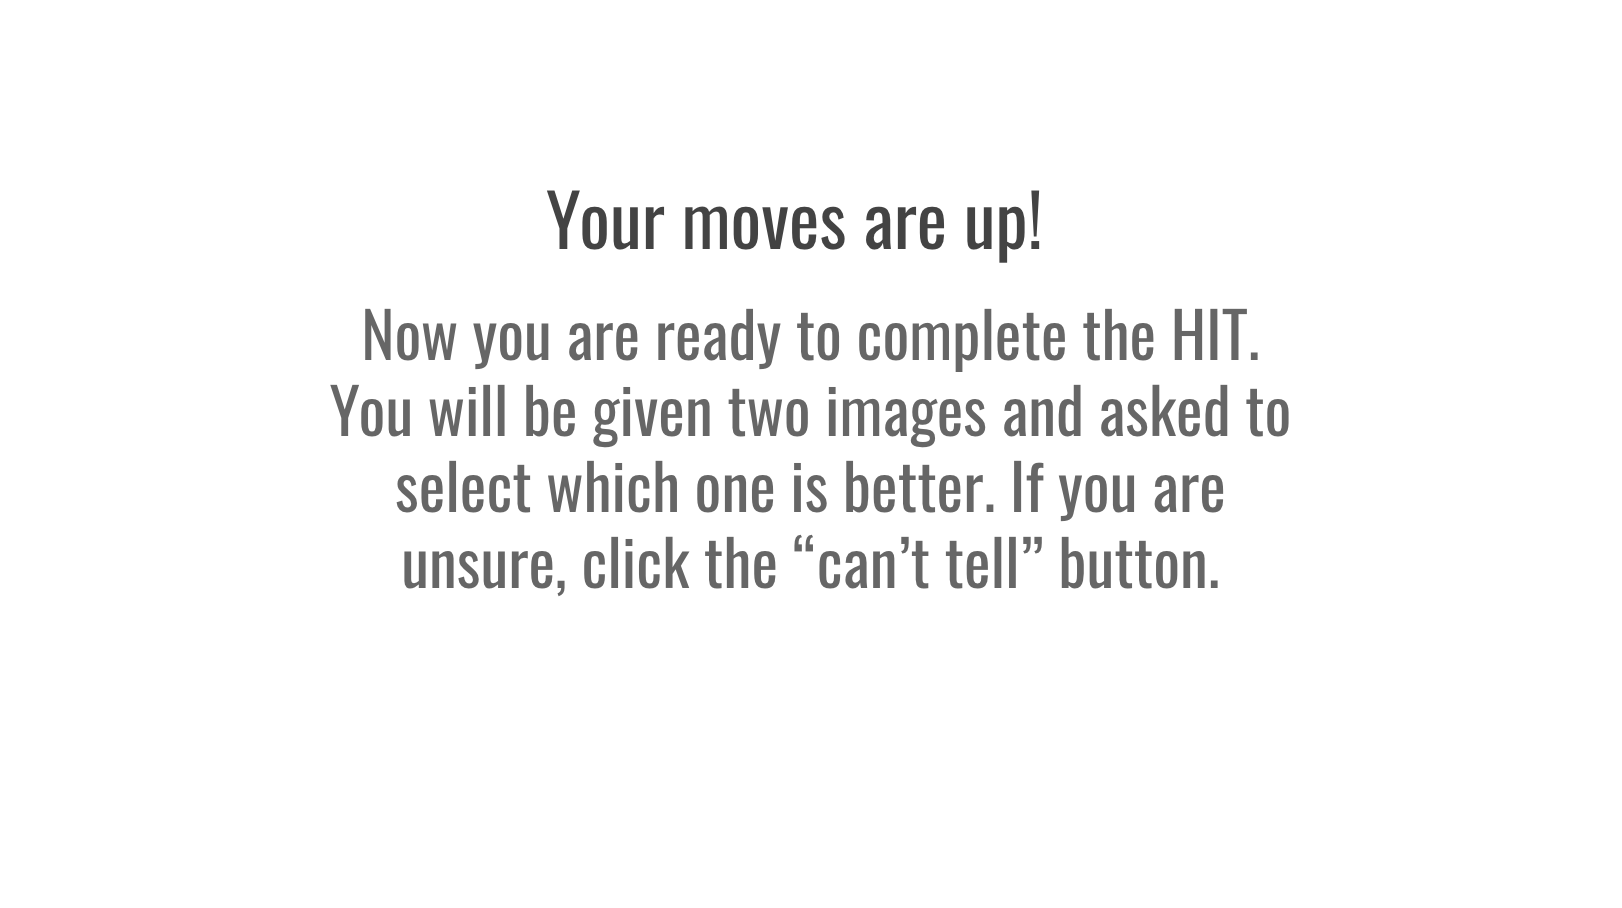 Your moves are up!
Now you are ready to complete the HIT.
You will be given two images and asked to
select which one is better. If you are
unsure, click the “can’t tell” button.